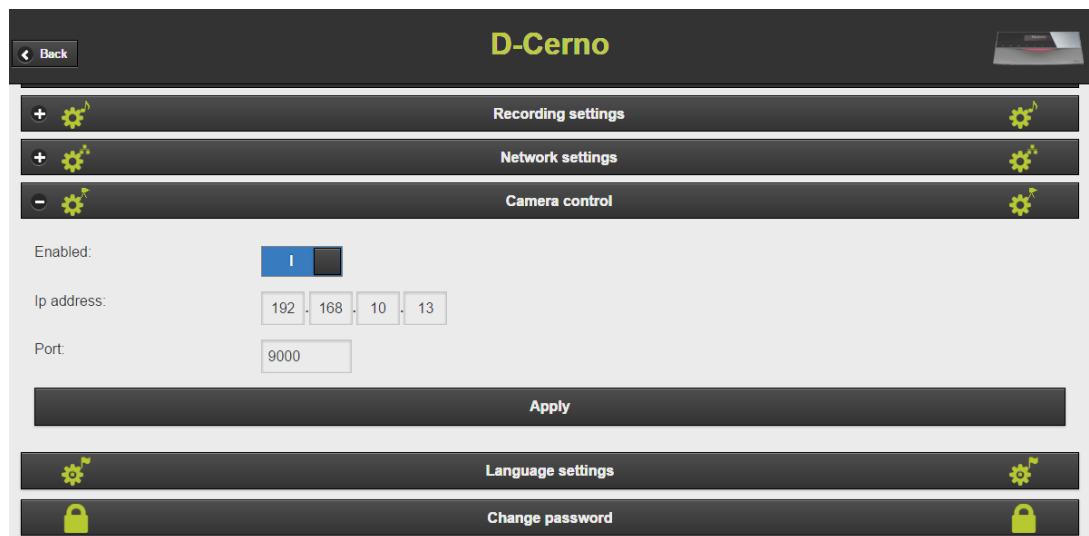 Back
D-Cerno
Recording settings
Network settings
Camera control
Enabled:
I
Ip address:
192 . 168 . 10 . 13
Port:
9000
Apply
Language settings
Change password